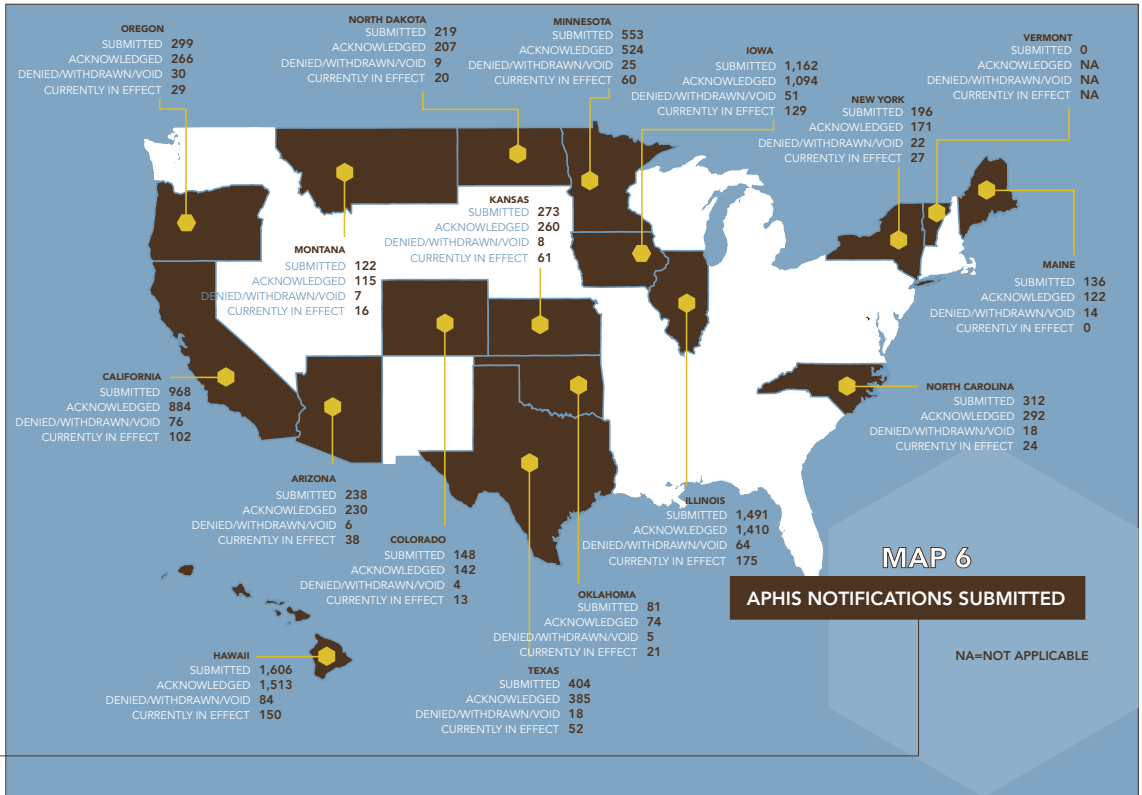 OREGON
SUBMITTED 299
ACKNOWLEDGED 266
DENIED/WITHDRAWN/VOID 30
CURRENTLY IN EFFECT 29
NORTH DAKOTA
SUBMITTED 219
ACKNOWLEDGED 207
DENIED/WITHDRAWN/VOID 9
CURRENTLY IN EFFECT 20
MINNESOTA
SUBMITTED 553
ACKNOWLEDGED 524
DENIED/WITHDRAWN/VOID 25
CURRENTLY IN EFFECT 60
IOWA
SUBMITTED 1,162
ACKNOWLEDGED 1,094
DENIED/WITHDRAWN/VOID 51
CURRENTLY IN EFFECT 129
VERMONT
SUBMITTED 0
ACKNOWLEDGED NA
DENIED/WITHDRAWN/VOID NA
CURRENTLY IN EFFECT NA
NEW YORK
SUBMITTED 196
ACKNOWLEDGED 171
DENIED/WITHDRAWN/VOID 22
CURRENTLY IN EFFECT 27
KANSAS
SUBMITTED 273
ACKNOWLEDGED 260
DENIED/WITHDRAWN/VOID 8
CURRENTLY IN EFFECT 61
MONTANA
SUBMITTED 122
ACKNOWLEDGED 115
DENIED/WITHDRAWN/VOID 7
CURRENTLY IN EFFECT 16
MAINE
SUBMITTED 136
ACKNOWLEDGED 122
DENIED/WITHDRAWN/VOID 14
CURRENTLY IN EFFECT 0
CALIFORNIA
SUBMITTED 968
ACKNOWLEDGED 884
DENIED/WITHDRAWN/VOID 76
CURRENTLY IN EFFECT 102
NORTH CAROLINA
SUBMITTED 312
ACKNOWLEDGED 292
DENIED/WITHDRAWN/VOID 18
CURRENTLY IN EFFECT 24
ARIZONA
SUBMITTED 238
ACKNOWLEDGED 230
DENIED/WITHDRAWN/VOID 6
CURRENTLY IN EFFECT 38
COLORADO
SUBMITTED 148
ACKNOWLEDGED 142
DENIED/WITHDRAWN/VOID 4
CURRENTLY IN EFFECT 13
ILLINOIS
SUBMITTED 1,491
ACKNOWLEDGED 1,410
DENIED/WITHDRAWN/VOID 64
CURRENTLY IN EFFECT 175
OKLAHOMA
SUBMITTED 81
ACKNOWLEDGED 74
DENIED/WITHDRAWN/VOID 5
CURRENTLY IN EFFECT 21
HAWAII
SUBMITTED 1,606
ACKNOWLEDGED 1,513
DENIED/WITHDRAWN/VOID 84
CURRENTLY IN EFFECT 150
TEXAS
SUBMITTED 404
ACKNOWLEDGED 385
DENIED/WITHDRAWN/VOID 18
CURRENTLY IN EFFECT 52
MAP 6
APHIS NOTIFICATIONS SUBMITTED
NA=NOT APPLICABLE